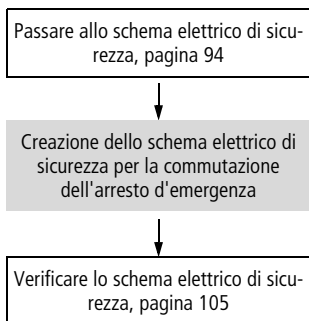 Passare allo schema elettrico di sicu-
rezza, pagina 94
Creazione dello schema elettrico di
sicurezza per la commutazione
dell'arresto d'emergenza
Verificare lo schema elettrico di sicu-
rezza, pagina 105